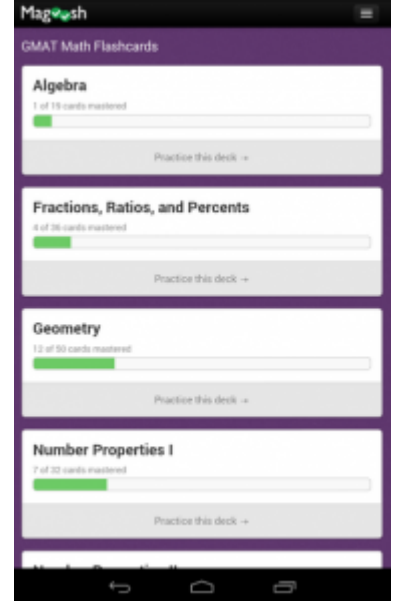 Magoosh
GMAT Math Flashcards
Algebra
1 of 19 cards mastered
Practice this deck →
Fractions, Ratios, and Percents
4 of 36 cards mastered
Practice this deck →
Geometry
12 of 50 cards mastered
Practice this deck →
Number Properties I
7 of 32 cards mastered
Practice this deck →